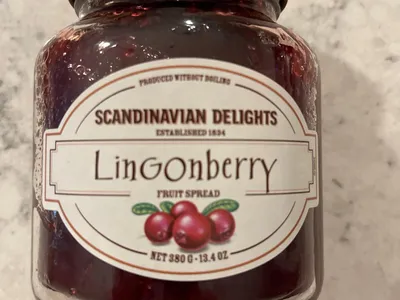 PRODUCED WITHOUT BOILING
SCANDINAVIAN DELIGHTS
ESTABLISHED 1834
LINGONBERRY
FRUIT SPREAD
NET 380 G - 13.4 OZ